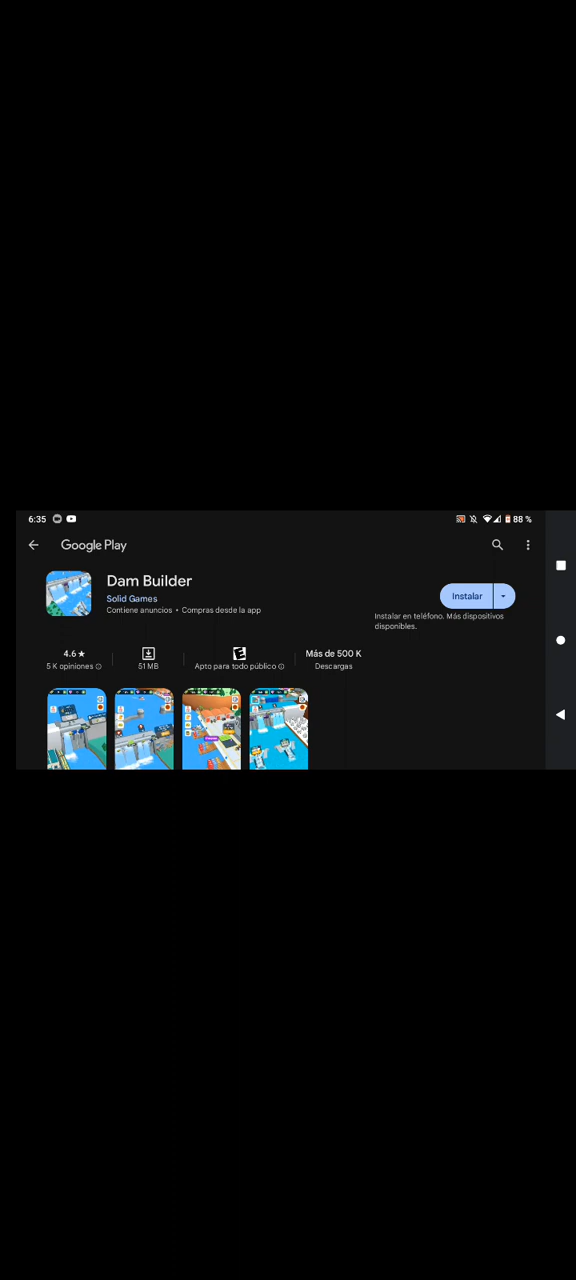 6:35
88 %
Google Play
Dam Builder
Solid Games
Contiene anuncios • Compras desde la app
Instalar
Instalar en teléfono. Más dispositivos
disponibles.
4.6★
5 K opiniones
51 MB
E
Apto para todo público
Más de 500 K
Descargas